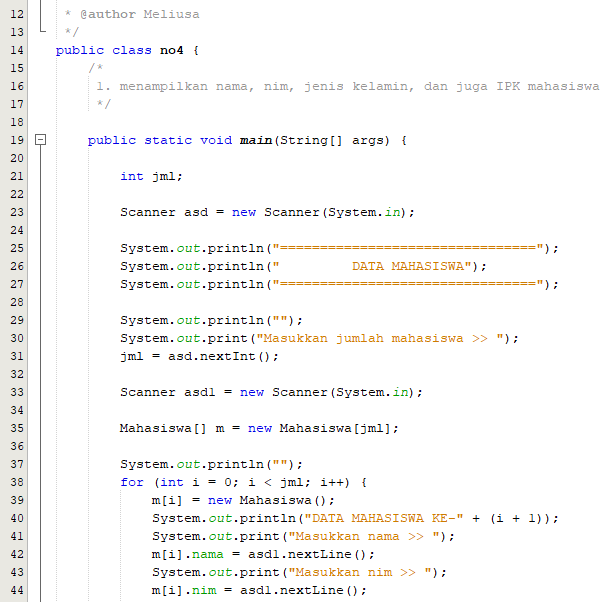 12 * @author Meliusa
13 */
14 public class no4 {
15 /*
16 1. menampilkan nama, nim, jenis kelamin, dan juga IPK mahasiswa
17 */
18
19 public static void main(String[] args) {
20
21 int jml;
22
23 Scanner asd = new Scanner(System.in);
24
25 System.out.println("================================");
26 System.out.println("         DATA MAHASISWA");
27 System.out.println("================================");
28
29 System.out.println("");
30 System.out.print("Masukkan jumlah mahasiswa >> ");
31 jml = asd.nextInt();
32
33 Scanner asd1 = new Scanner(System.in);
34
35 Mahasiswa[] m = new Mahasiswa[jml];
36
37 System.out.println("");
38 for (int i = 0; i < jml; i++) {
39 m[i] = new Mahasiswa();
40 System.out.println("DATA MAHASISWA KE-" + (i + 1));
41 System.out.print("Masukkan nama >> ");
42 m[i].nama = asd1.nextLine();
43 System.out.print("Masukkan nim >> ");
44 m[i].nim = asd1.nextLine();